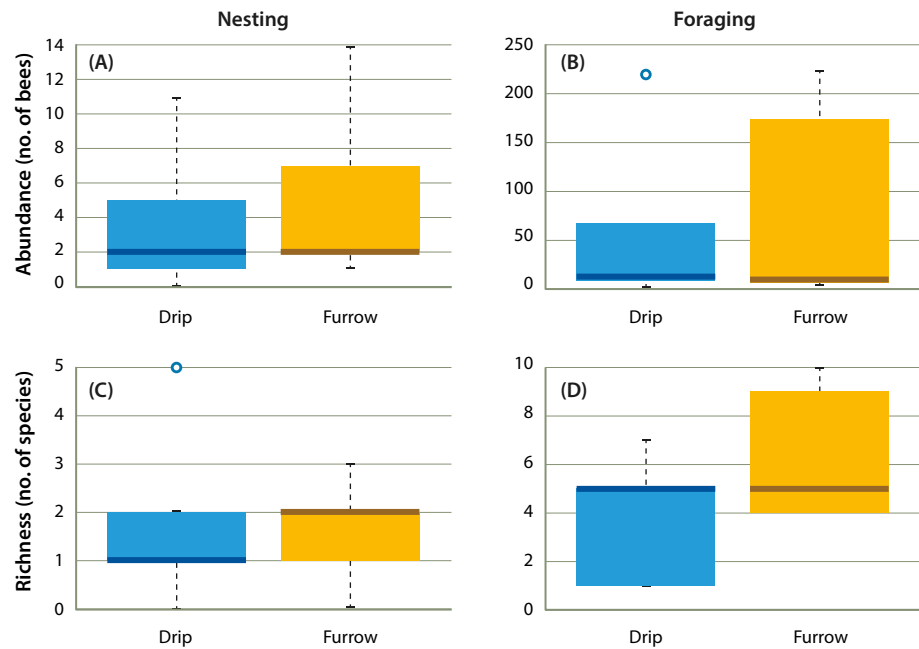 Nesting
Foraging
Abundance (no. of bees)
14
12
10
8
6
4
2
0
(A)
Drip
Furrow
250
200
150
100
50
0
(B)
Drip
Furrow
Richness (no. of species)
5
4
3
2
1
0
(C)
Drip
Furrow
10
8
6
4
2
0
(D)
Drip
Furrow